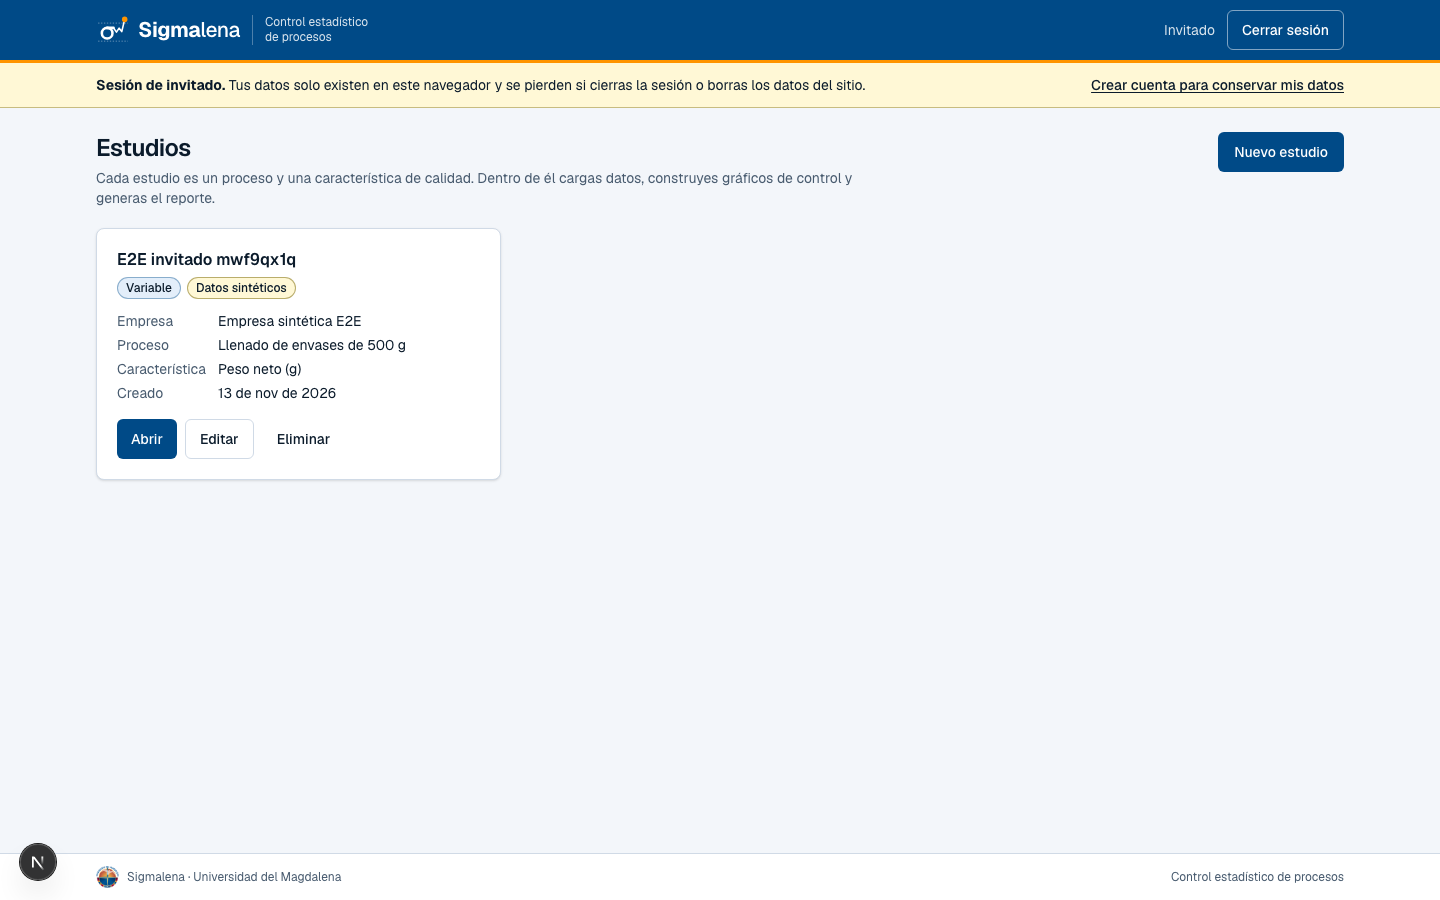 Sigmalena
Control estadístico
de procesos
Invitado
Cerrar sesión
Sesión de invitado. Tus datos solo existen en este navegador y se pierden si cierras la sesión o borras los datos del sitio.
Crear cuenta para conservar mis datos
Estudios
Nuevo estudio
Cada estudio es un proceso y una característica de calidad. Dentro de él cargas datos, construyes gráficos de control y
generas el reporte.
E2E invitado mwf9qx1q
Variable
Datos sintéticos
Empresa Empresa sintética E2E
Proceso Llenado de envases de 500 g
Característica Peso neto (g)
Creado 13 de nov de 2026
Abrir
Editar
Eliminar
N
Sigmalena · Universidad del Magdalena
Control estadístico de procesos